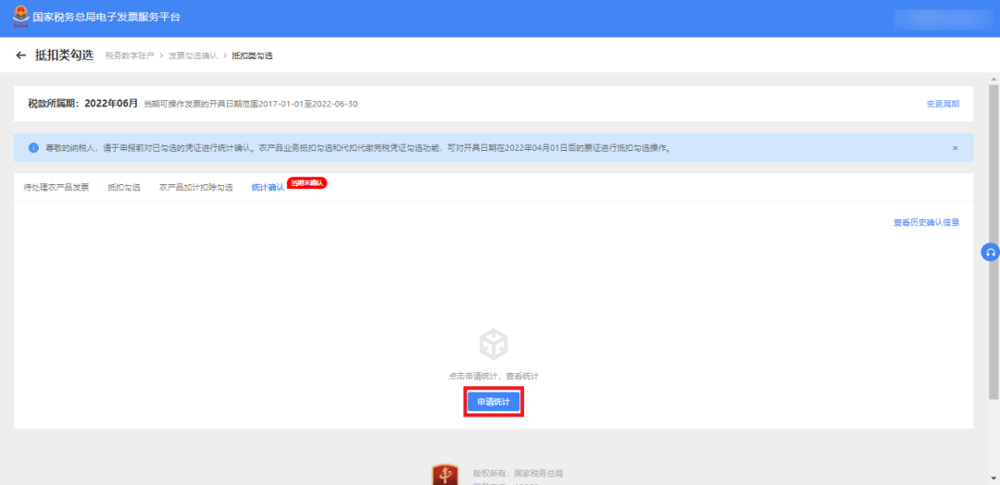 国家税务总局电子发票服务平台
抵扣类勾选 税务数字账户 > 发票勾选确认 > 抵扣类勾选
税款所属期：2022年06月 当期可操作发票的开具日期范围2017-01-01至2022-06-30 变更属期
尊敬的纳税人，请于申报前对已勾选的凭证进行统计确认。农产品业务抵扣勾选和代扣代缴完税凭证勾选功能，可对开具日期在2022年04月01日后的票证进行抵扣勾选操作。 ×
待处理农产品发票 抵扣勾选 农产品加计扣除勾选 统计确认 当期未确认
查看历史确认信息
点击申请统计，查看统计
申请统计
版权所有：国家税务总局